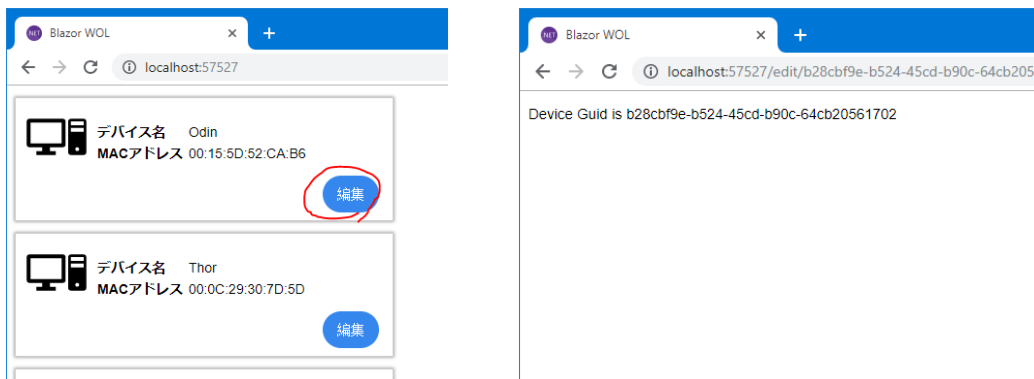 Blazor WOL
localhost:57527
デバイス名 Odin
MACアドレス 00:15:5D:52:CA:B6
編集
デバイス名 Thor
MACアドレス 00:0C:29:30:7D:5D
編集
Blazor WOL
localhost:57527/edit/b28cbf9e-b524-45cd-b90c-64cb205
Device Guid is b28cbf9e-b524-45cd-b90c-64cb20561702